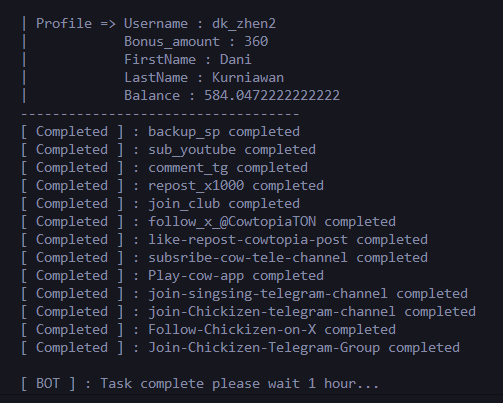 | Profile => Username : dk_zhen2
| Bonus_amount : 360
| FirstName : Dani
| LastName : Kurniawan
| Balance : 584.0472222222222
-----------------------------------
[ Completed ] : backup_sp completed
[ Completed ] : sub_youtube completed
[ Completed ] : comment_tg completed
[ Completed ] : repost_x1000 completed
[ Completed ] : join_club completed
[ Completed ] : follow_x_@CowtopiaTON completed
[ Completed ] : like-repost-cowtopia-post completed
[ Completed ] : subsribe-cow-tele-channel completed
[ Completed ] : Play-cow-app completed
[ Completed ] : join-singsing-telegram-channel completed
[ Completed ] : join-Chickizen-telegram-channel completed
[ Completed ] : Follow-Chickizen-on-X completed
[ Completed ] : Join-Chickizen-Telegram-Group completed
[ BOT ] : Task complete please wait 1 hour...